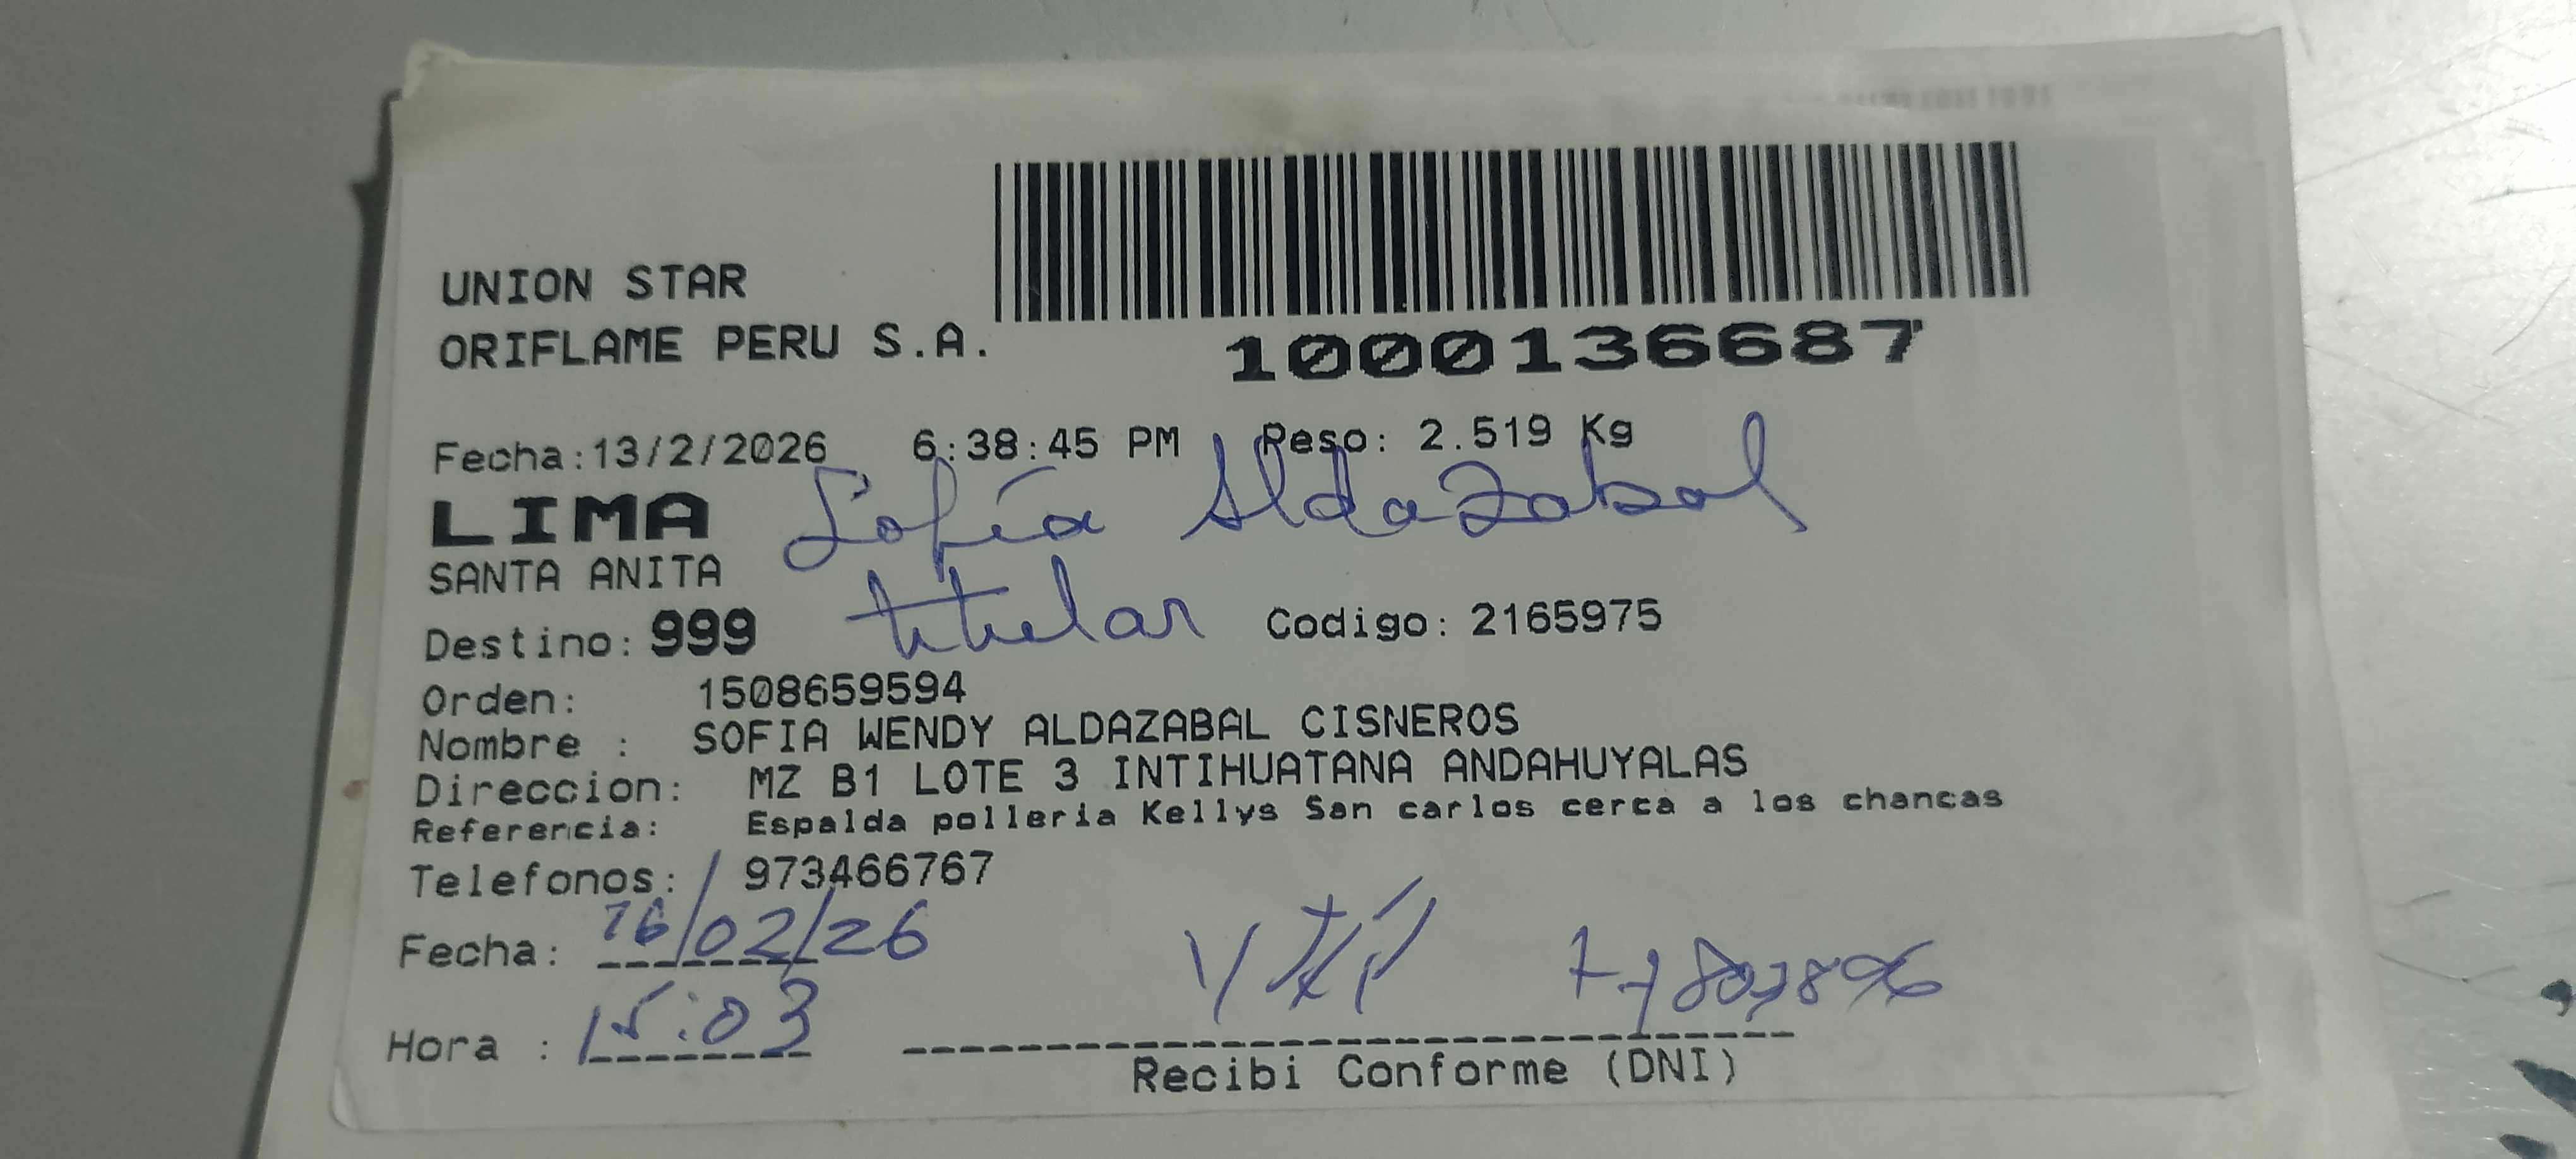 UNION STAR
ORIFLAME PERU S.A.
1000136687
Fecha:13/2/2026 6:38:45 PM Peso: 2.519 Kg
LIMA Sofía Aldazabal
SANTA ANITA
Destino: 999 titular Codigo: 2165975
Orden: 1508659594
Nombre : SOFIA WENDY ALDAZABAL CISNEROS
Direccion: MZ B1 LOTE 3 INTIHUATANA ANDAHUYALAS
Referencia: Espalda polleria Kellys San carlos cerca a los chancas
Telefonos: 973466767
Fecha: 16/02/26
Hora : 15:03
Recibi Conforme (DNI)